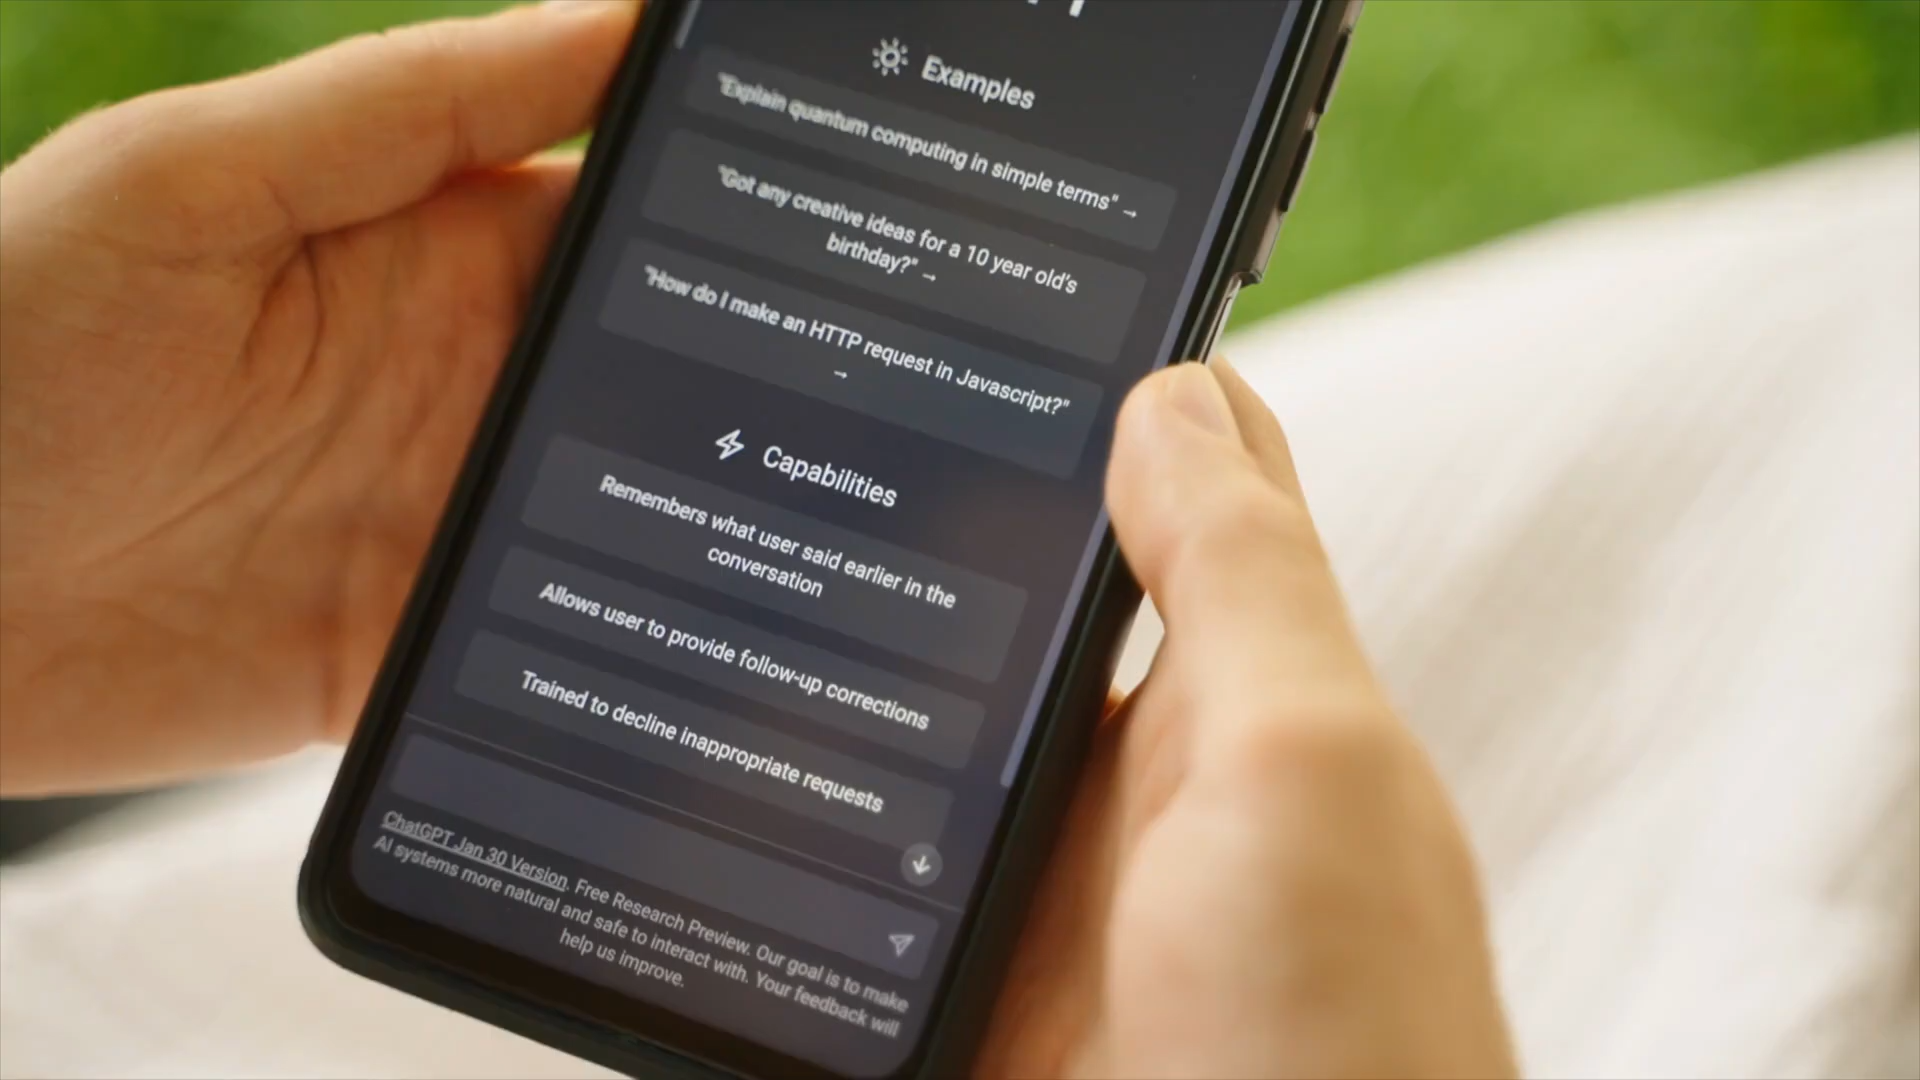 Examples
"Explain quantum computing in simple terms" →
"Got any creative ideas for a 10 year old's
birthday?" →
"How do I make an HTTP request in Javascript?"
→
Capabilities
Remembers what user said earlier in the
conversation
Allows user to provide follow-up corrections
Trained to decline inappropriate requests
ChatGPT Jan 30 Version. Free Research Preview. Our goal is to make
AI systems more natural and safe to interact with. Your feedback will
help us improve.